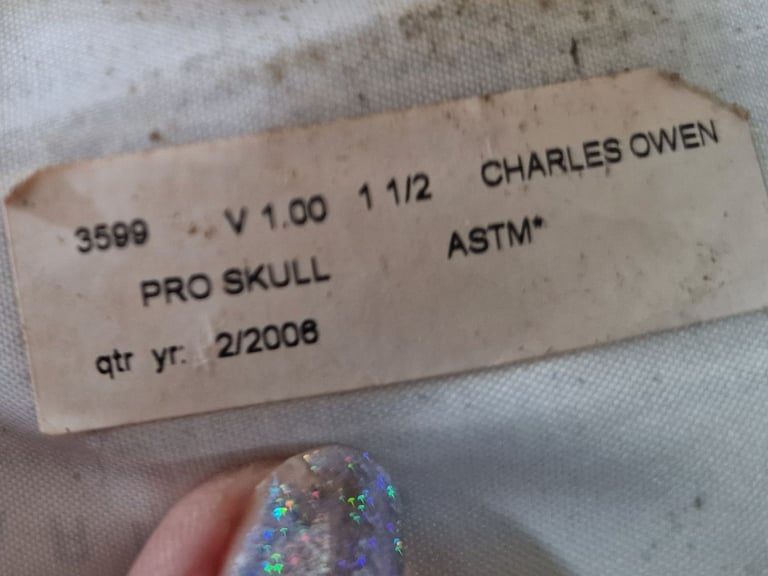 3599 V 1.00 1 1/2 CHARLES OWEN
PRO SKULL ASTM*
qtr yr: 2/2006